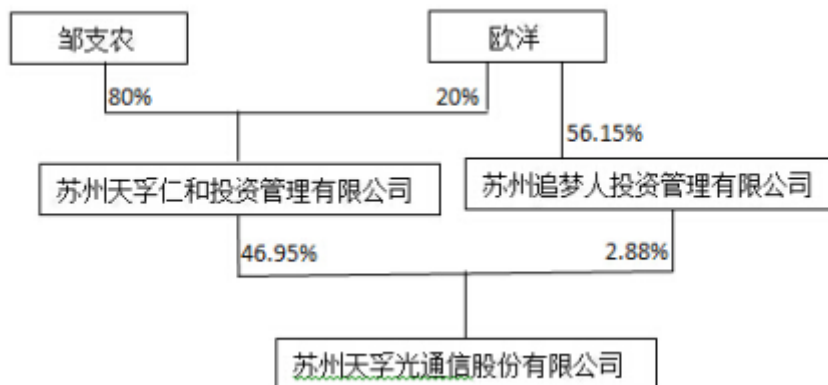 邹支农
欧洋
80%
20%
56.15%
苏州天孚仁和投资管理有限公司
苏州追梦人投资管理有限公司
46.95%
2.88%
苏州天孚光通信股份有限公司